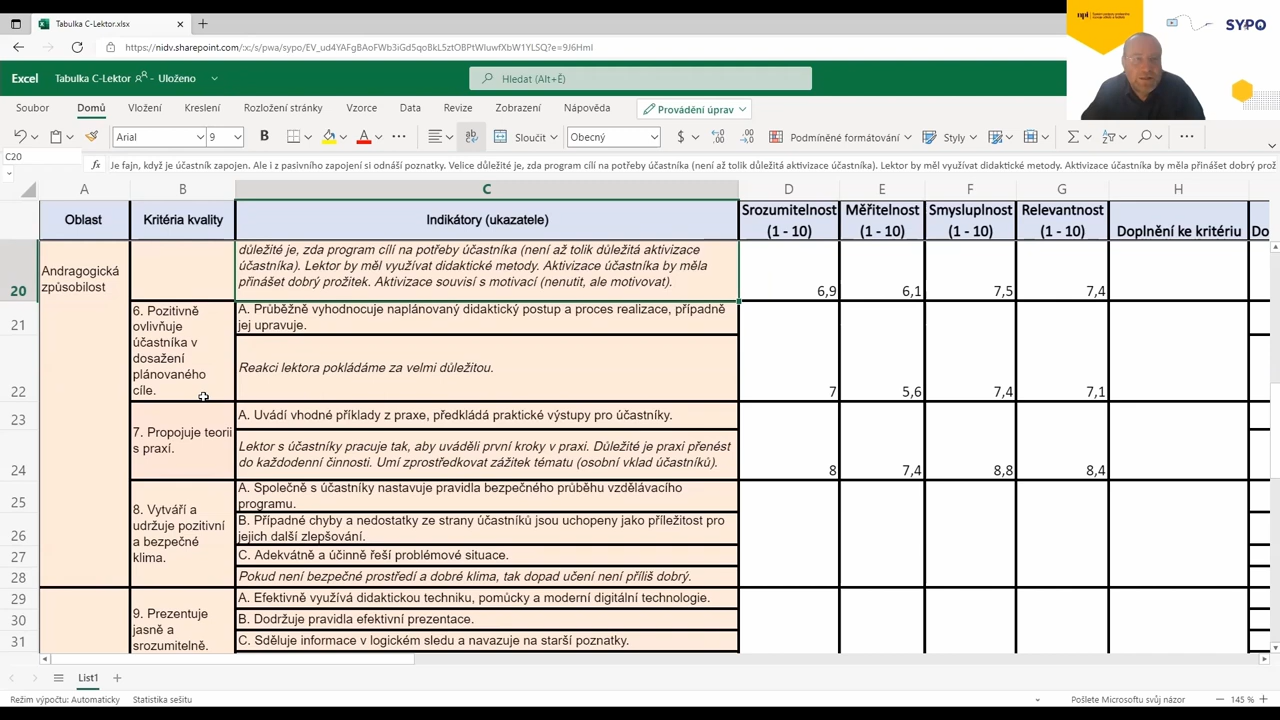 Tabulka C-Lektor.xlsx
https://nidv.sharepoint.com/:x:/s/pwa/sypo/EV_ud4YAFgBAoFWb3iGd5qoBkL5ztOBPtWIuwfXbW1YLSQ?e=9J6HmI
npi
SYPO
Excel
Tabulka C-Lektor - Uloženo
Hledat (Alt+É)
Soubor
Domů
Vložení
Kreslení
Rozložení stránky
Vzorce
Data
Revize
Zobrazení
Nápověda
Provádění úprav
Arial
9
B
A
Sloučit
Obecný
$
Podmíněné formátování
Styly
C20
fx
Je fajn, když je účastník zapojen. Ale i z pasivního zapojení si odnáší poznatky. Velice důležité je, zda program cílí na potřeby účastníka (není až tolik důležitá aktivizace účastníka). Lektor by měl využívat didaktické metody. Aktivizace účastníka by měla přinášet dobrý prož
A B C D E F G H
Oblast
Kritéria kvality
Indikátory (ukazatele)
Srozumitelnost
(1 - 10)
Měřitelnost
(1 - 10)
Smysluplnost
(1 - 10)
Relevantnost
(1 - 10)
Doplnění ke kritériu
Do
Andragogická
způsobilost
důležité je, zda program cílí na potřeby účastníka (není až tolik důležitá aktivizace
účastníka). Lektor by měl využívat didaktické metody. Aktivizace účastníka by měla
přinášet dobrý prožitek. Aktivizace souvisí s motivací (nenutit, ale motivovat).
20
6,9 6,1 7,5 7,4
6. Pozitivně
ovlivňuje
účastníka v
dosažení
plánovaného
cíle.
A. Průběžně vyhodnocuje naplánovaný didaktický postup a proces realizace, případně
jej upravuje.
21
Reakci lektora pokládáme za velmi důležitou.
22
7 5,6 7,4 7,1
7. Propojuje teorii
s praxí.
A. Uvádí vhodné příklady z praxe, předkládá praktické výstupy pro účastníky.
23
Lektor s účastníky pracuje tak, aby uváděli první kroky v praxi. Důležité je praxi přenést
do každodenní činnosti. Umí zprostředkovat zážitek tématu (osobní vklad účastníků).
24
8 7,4 8,8 8,4
8. Vytváří a
udržuje pozitivní
a bezpečné
klima.
A. Společně s účastníky nastavuje pravidla bezpečného průběhu vzdělávacího
programu.
25
B. Případné chyby a nedostatky ze strany účastníků jsou uchopeny jako příležitost pro
jejich další zlepšování.
26
C. Adekvátně a účinně řeší problémové situace.
27
Pokud není bezpečné prostředí a dobré klima, tak dopad učení není příliš dobrý.
28
9. Prezentuje
jasně a
srozumitelně.
A. Efektivně využívá didaktickou techniku, pomůcky a moderní digitální technologie.
29
B. Dodržuje pravidla efektivní prezentace.
30
C. Sděluje informace v logickém sledu a navazuje na starší poznatky.
31
List1
Režim výpočtu: Automatický
Statistika sešitu
Pošlete Microsoftu svůj názor
145 %